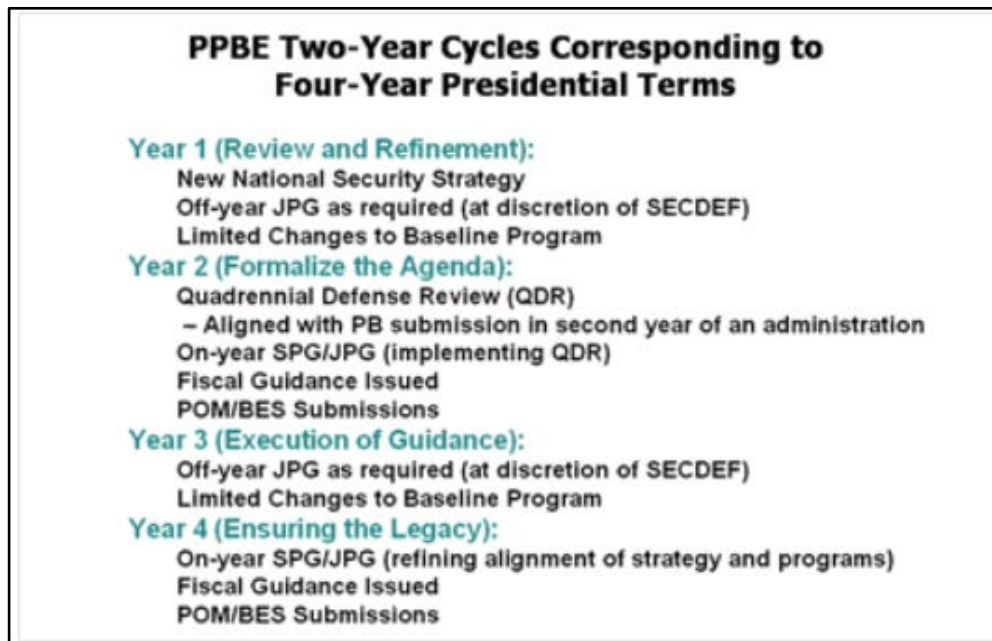 PPBE Two-Year Cycles Corresponding to
Four-Year Presidential Terms
Year 1 (Review and Refinement):
New National Security Strategy
Off-year JPG as required (at discretion of SECDEF)
Limited Changes to Baseline Program
Year 2 (Formalize the Agenda):
Quadrennial Defense Review (QDR)
– Aligned with PB submission in second year of an administration
On-year SPG/JPG (implementing QDR)
Fiscal Guidance Issued
POM/BES Submissions
Year 3 (Execution of Guidance):
Off-year JPG as required (at discretion of SECDEF)
Limited Changes to Baseline Program
Year 4 (Ensuring the Legacy):
On-year SPG/JPG (refining alignment of strategy and programs)
Fiscal Guidance Issued
POM/BES Submissions